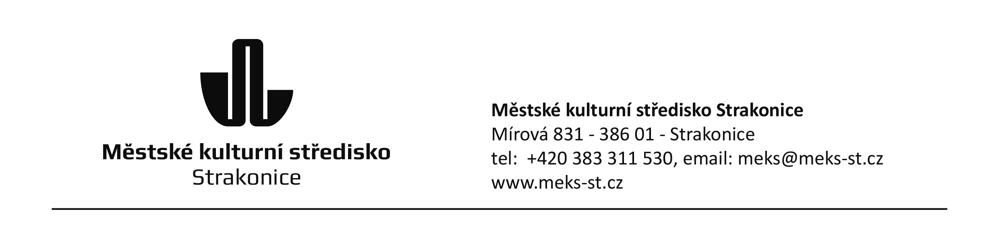 Městské kulturní středisko
Strakonice
Městské kulturní středisko Strakonice
Mírová 831 - 386 01 - Strakonice
tel:  +420 383 311 530, email: meks@meks-st.cz
www.meks-st.cz